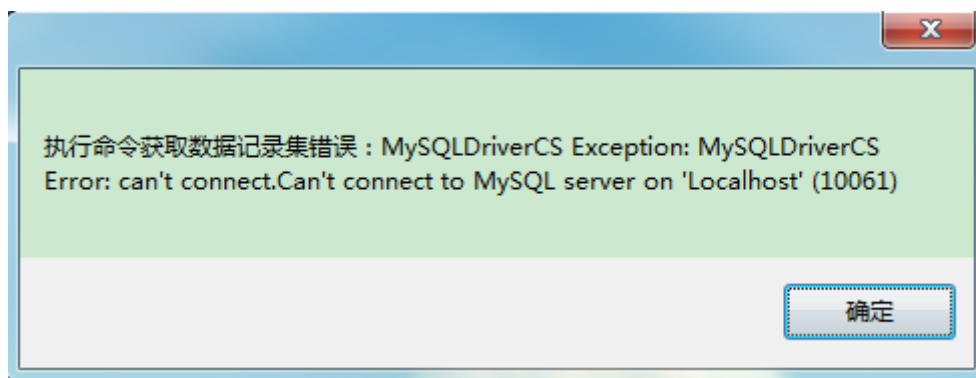 执行命令获取数据记录集错误：MySQLDriverCS Exception: MySQLDriverCS
Error: can't connect.Can't connect to MySQL server on 'Localhost' (10061)
确定